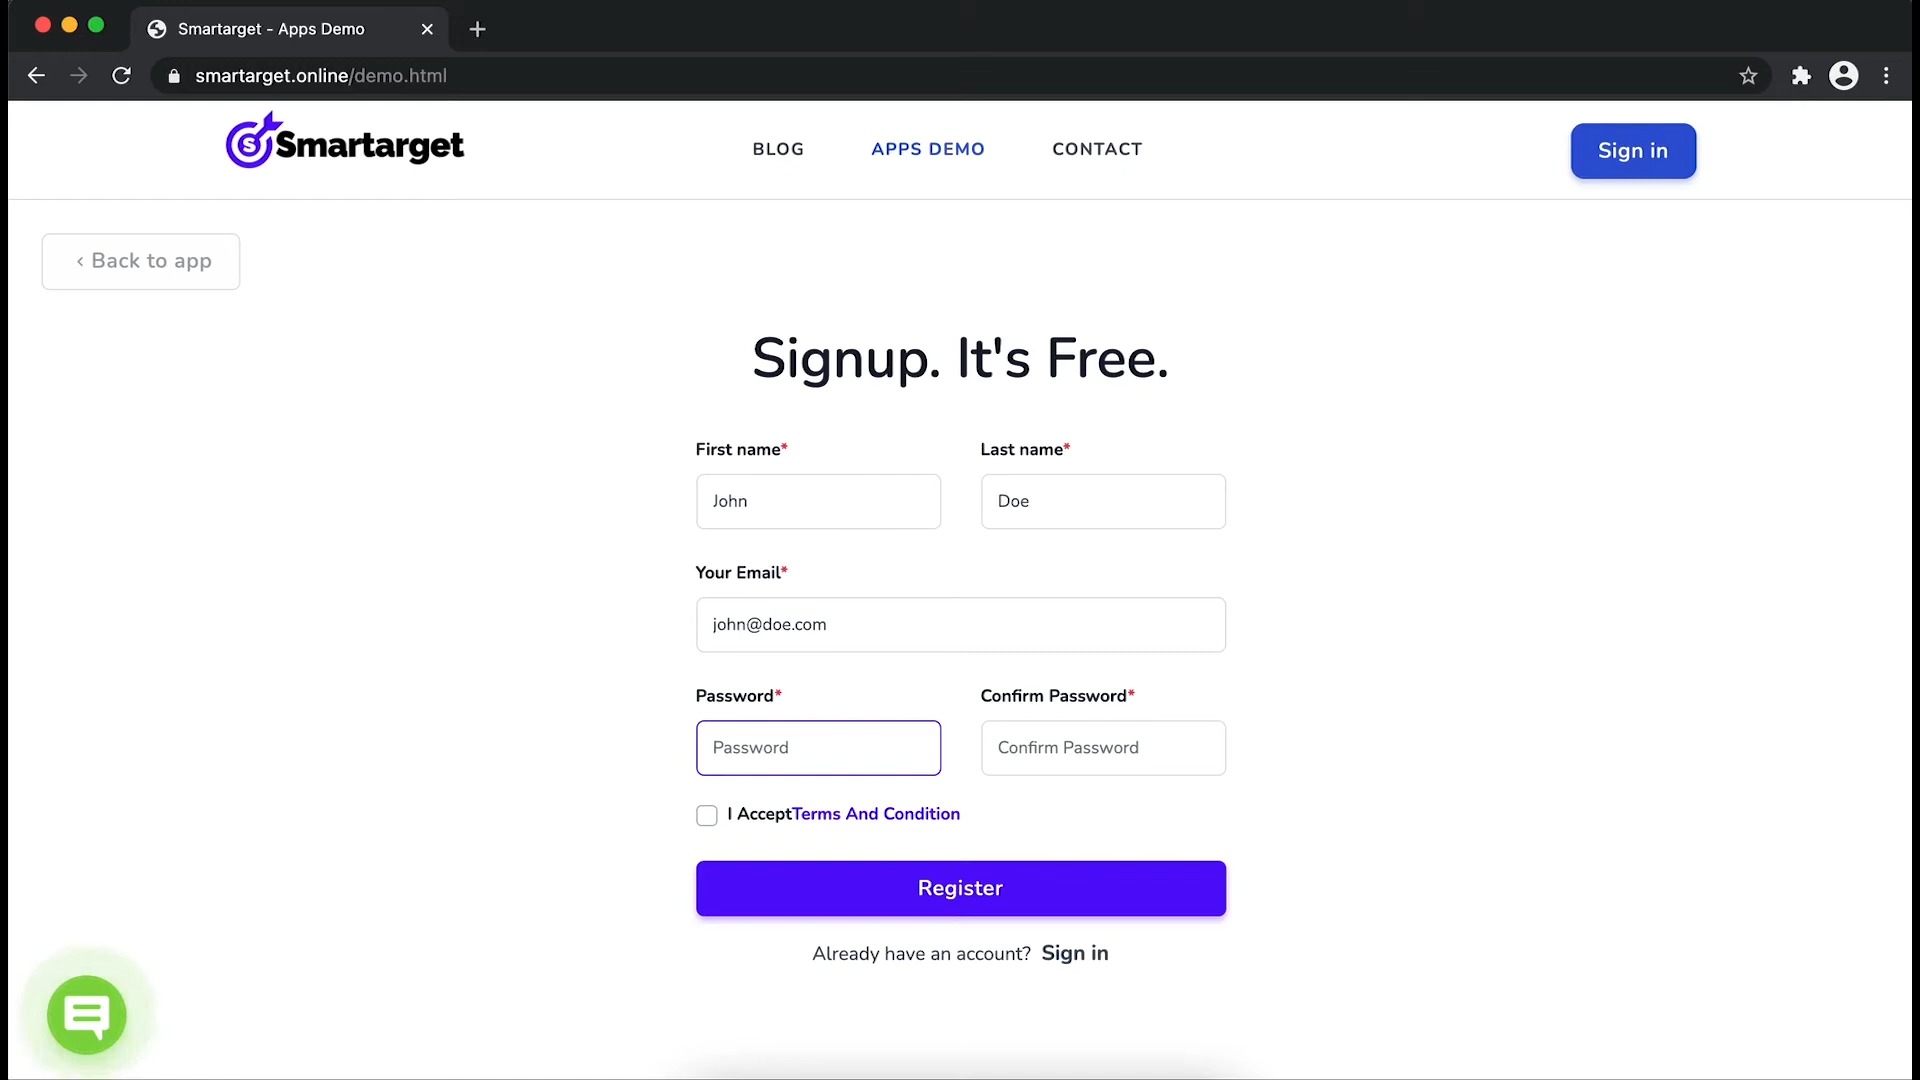 Smartarget - Apps Demo
smartarget.online/demo.html
Smartarget
BLOG
APPS DEMO
CONTACT
Sign in
‹ Back to app
Signup. It's Free.
First name*
Last name*
John
Doe
Your Email*
john@doe.com
Password*
Confirm Password*
Password
Confirm Password
I AcceptTerms And Condition
Register
Already have an account? Sign in